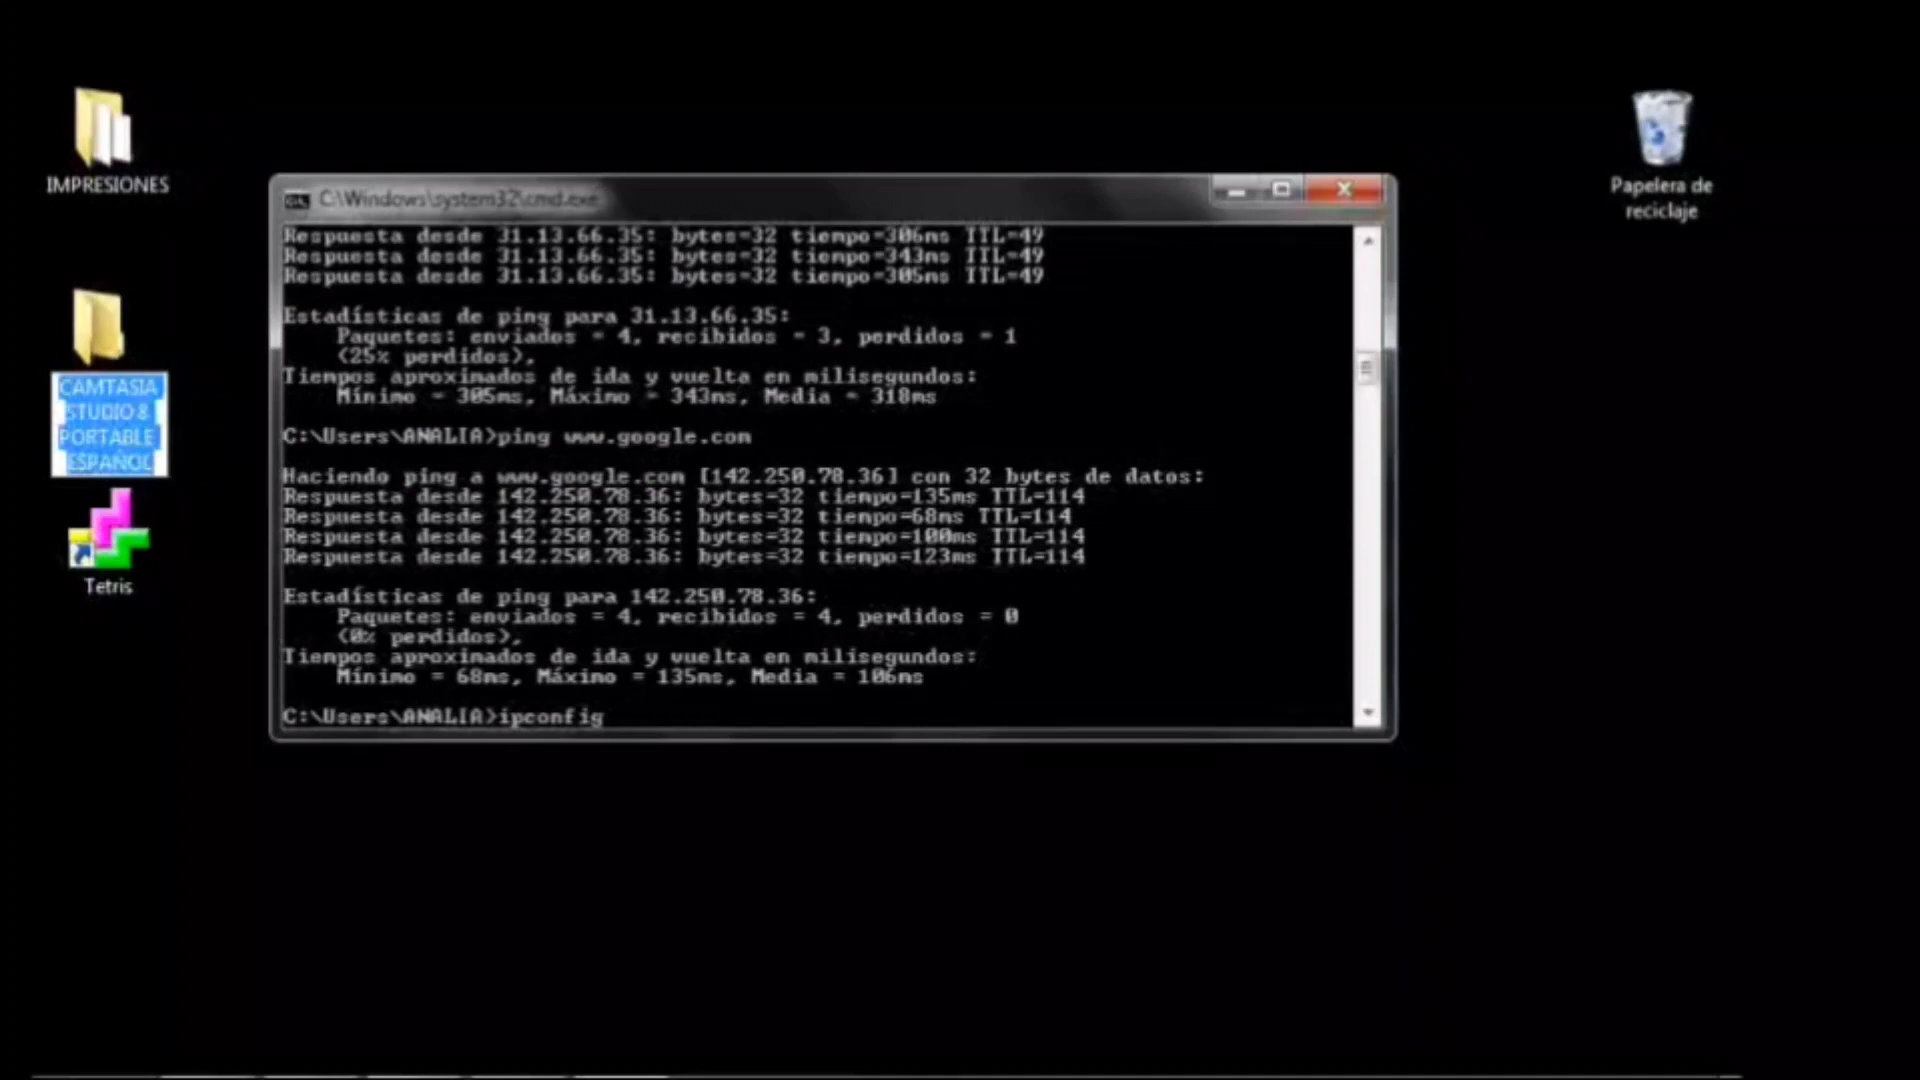 IMPRESIONES
CAMTASIA
STUDIO 8
PORTABLE
ESPAÑOL
Tetris
Papelera de
reciclaje
C:\Windows\system32\cmd.exe
Respuesta desde 31.13.66.35: bytes=32 tiempo=306ms TTL=49
Respuesta desde 31.13.66.35: bytes=32 tiempo=343ms TTL=49
Respuesta desde 31.13.66.35: bytes=32 tiempo=305ms TTL=49
Estadísticas de ping para 31.13.66.35:
Paquetes: enviados = 4, recibidos = 3, perdidos = 1
(25% perdidos),
Tiempos aproximados de ida y vuelta en milisegundos:
Mínimo = 305ms, Máximo = 343ms, Media = 318ms
C:\Users\ANALIA>ping www.google.com
Haciendo ping a www.google.com [142.250.78.36] con 32 bytes de datos:
Respuesta desde 142.250.78.36: bytes=32 tiempo=135ms TTL=114
Respuesta desde 142.250.78.36: bytes=32 tiempo=68ms TTL=114
Respuesta desde 142.250.78.36: bytes=32 tiempo=100ms TTL=114
Respuesta desde 142.250.78.36: bytes=32 tiempo=123ms TTL=114
Estadísticas de ping para 142.250.78.36:
Paquetes: enviados = 4, recibidos = 4, perdidos = 0
(0% perdidos),
Tiempos aproximados de ida y vuelta en milisegundos:
Mínimo = 68ms, Máximo = 135ms, Media = 106ms
C:\Users\ANALIA>ipconfig